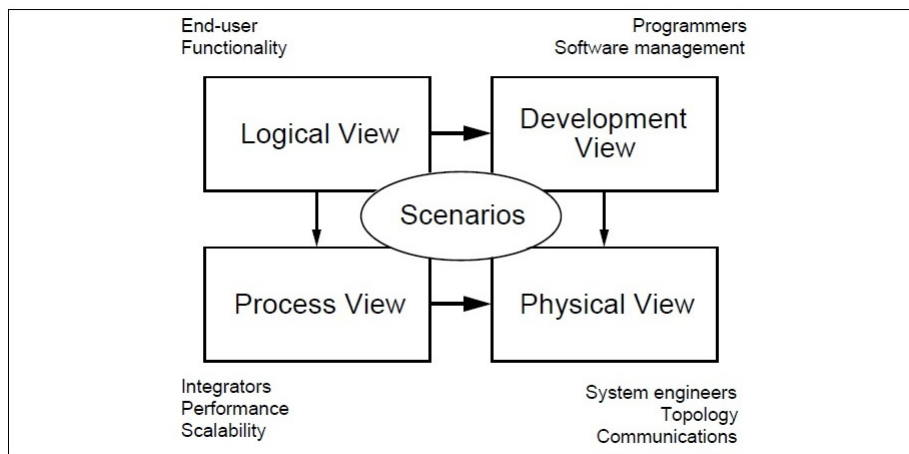 End-user
Functionality
Programmers
Software management
Logical View
Development
View
Scenarios
Process View
Physical View
Integrators
Performance
Scalability
System engineers
Topology
Communications